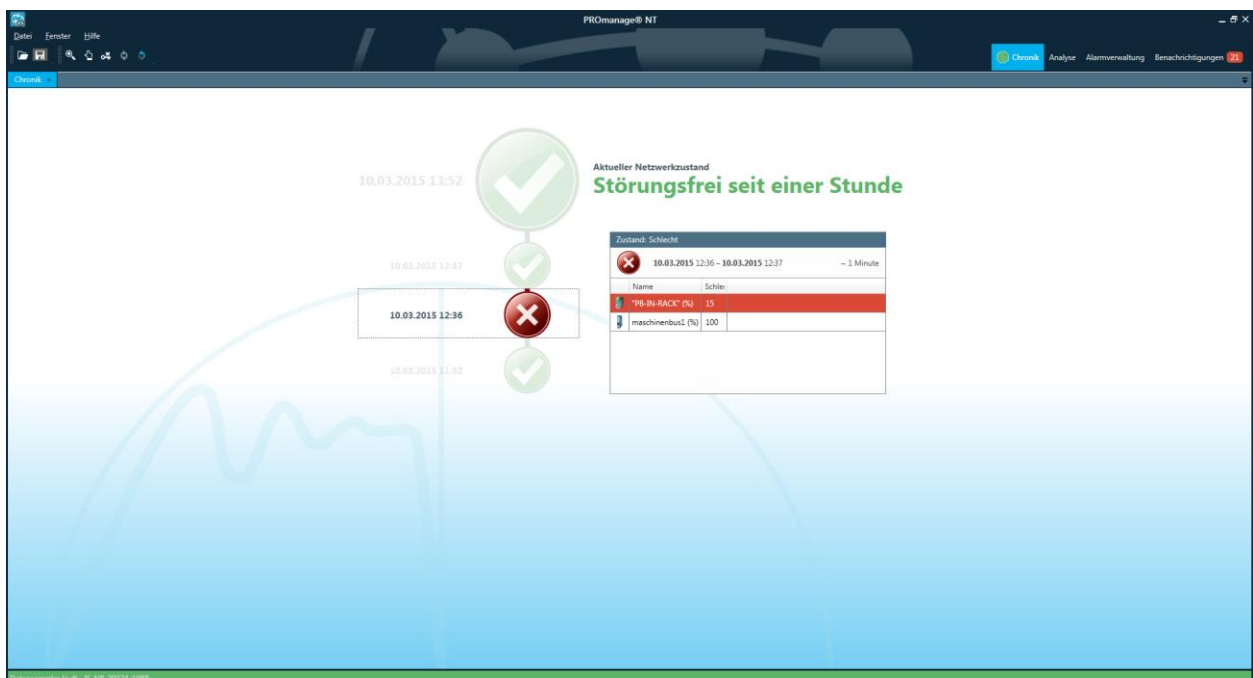 PROmanage® NT
Datei Fenster Hilfe
Chronik Analyse Alarmverwaltung Benachrichtigungen 21
Chronik
10.03.2015 13:52
Aktueller Netzwerkzustand
Störungsfrei seit einer Stunde
10.03.2015 12:37
10.03.2015 12:36
10.03.2015 11:52
Zustand: Schlecht
10.03.2015 12:36 – 10.03.2015 12:37 ~ 1 Minute
Name Schle
"PB-IN-RACK" (%) 15
maschinenbus1 (%) 100